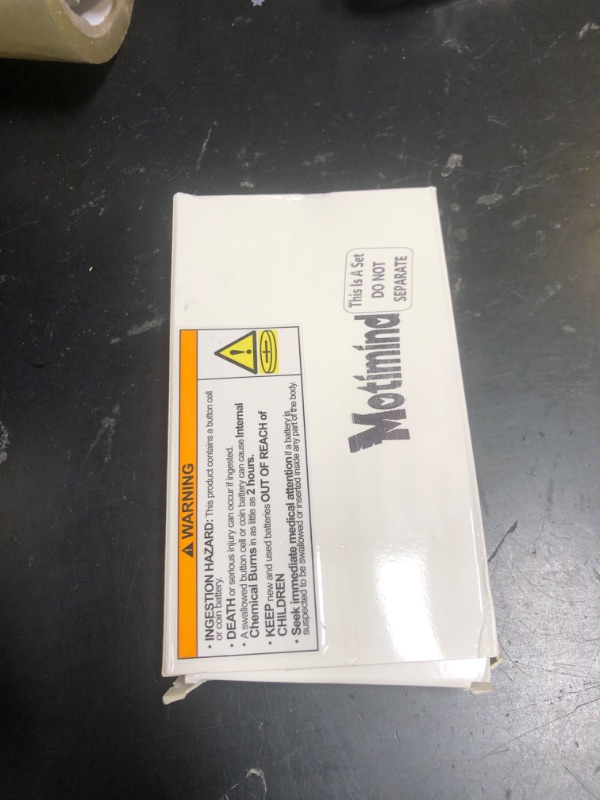 ⚠ WARNING
• INGESTION HAZARD: This product contains a button cell
or coin battery.
• DEATH or serious injury can occur if ingested.
• A swallowed button cell or coin battery can cause Internal
Chemical Burns in as little as 2 hours.
• KEEP new and used batteries OUT OF REACH of
CHILDREN
• Seek immediate medical attention if a battery is
suspected to be swallowed or inserted inside any part of the body.
Motimind
This Is A Set
DO NOT
SEPARATE